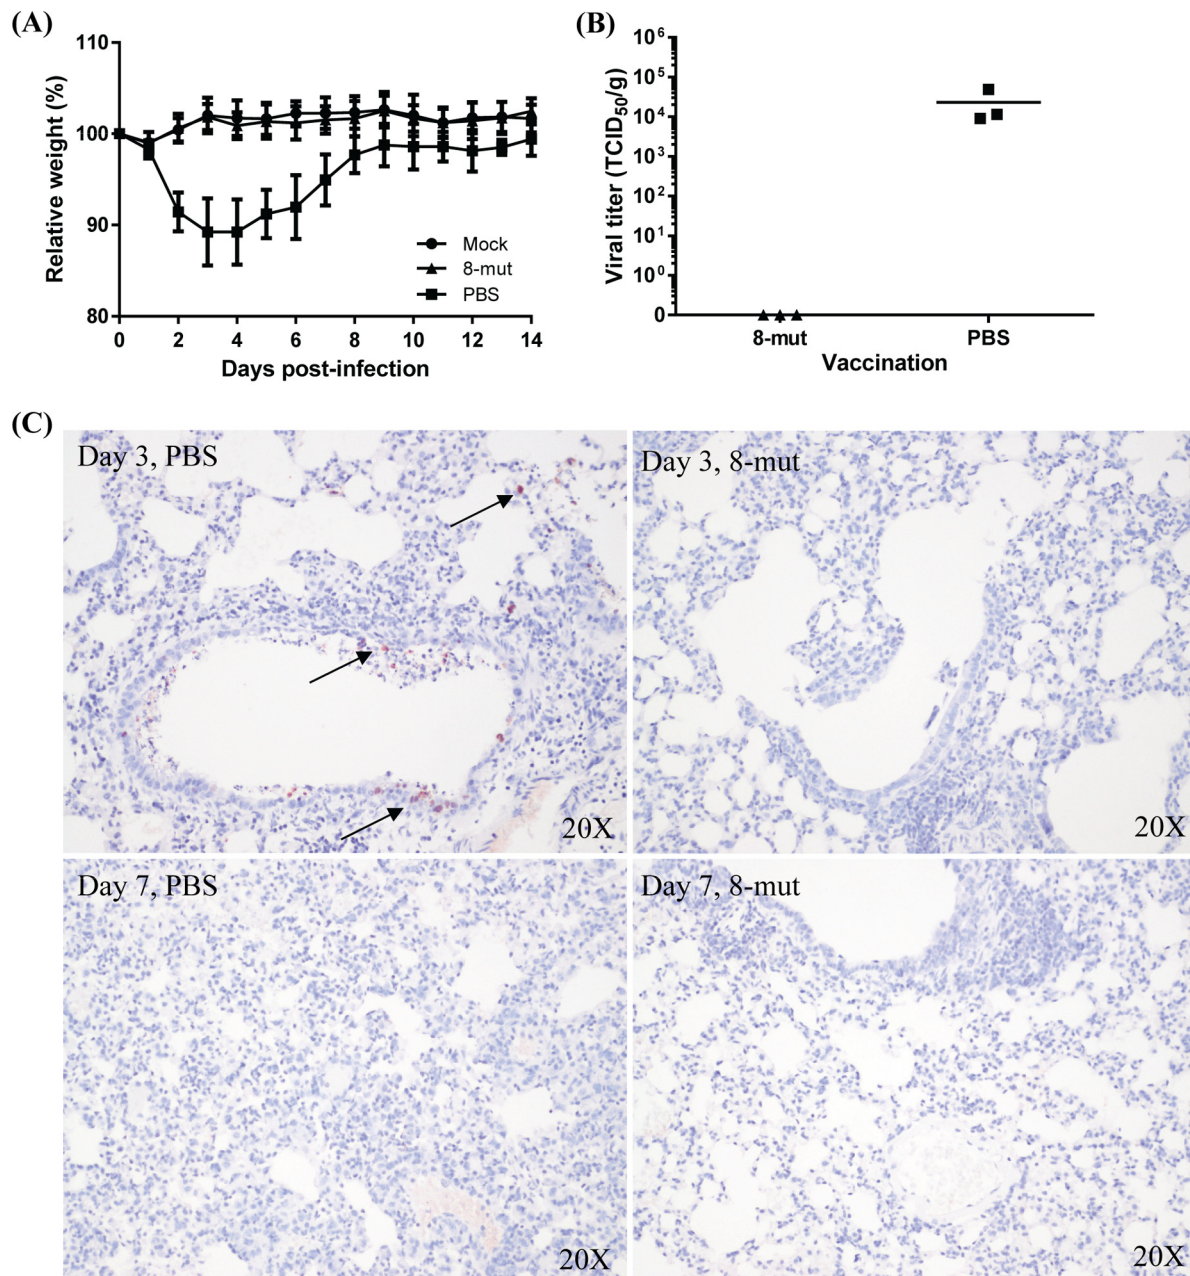 (A)
110
100
90
80
Relative weight (%)
Mock
8-mut
PBS
0 2 4 6 8 10 12 14
Days post-infection
(B)
10⁶
10⁵
10⁴
10³
10²
10¹
10⁰
0
Viral titer (TCID₅₀/g)
8-mut PBS
Vaccination
(C)
Day 3, PBS
20X
Day 3, 8-mut
20X
Day 7, PBS
20X
Day 7, 8-mut
20X